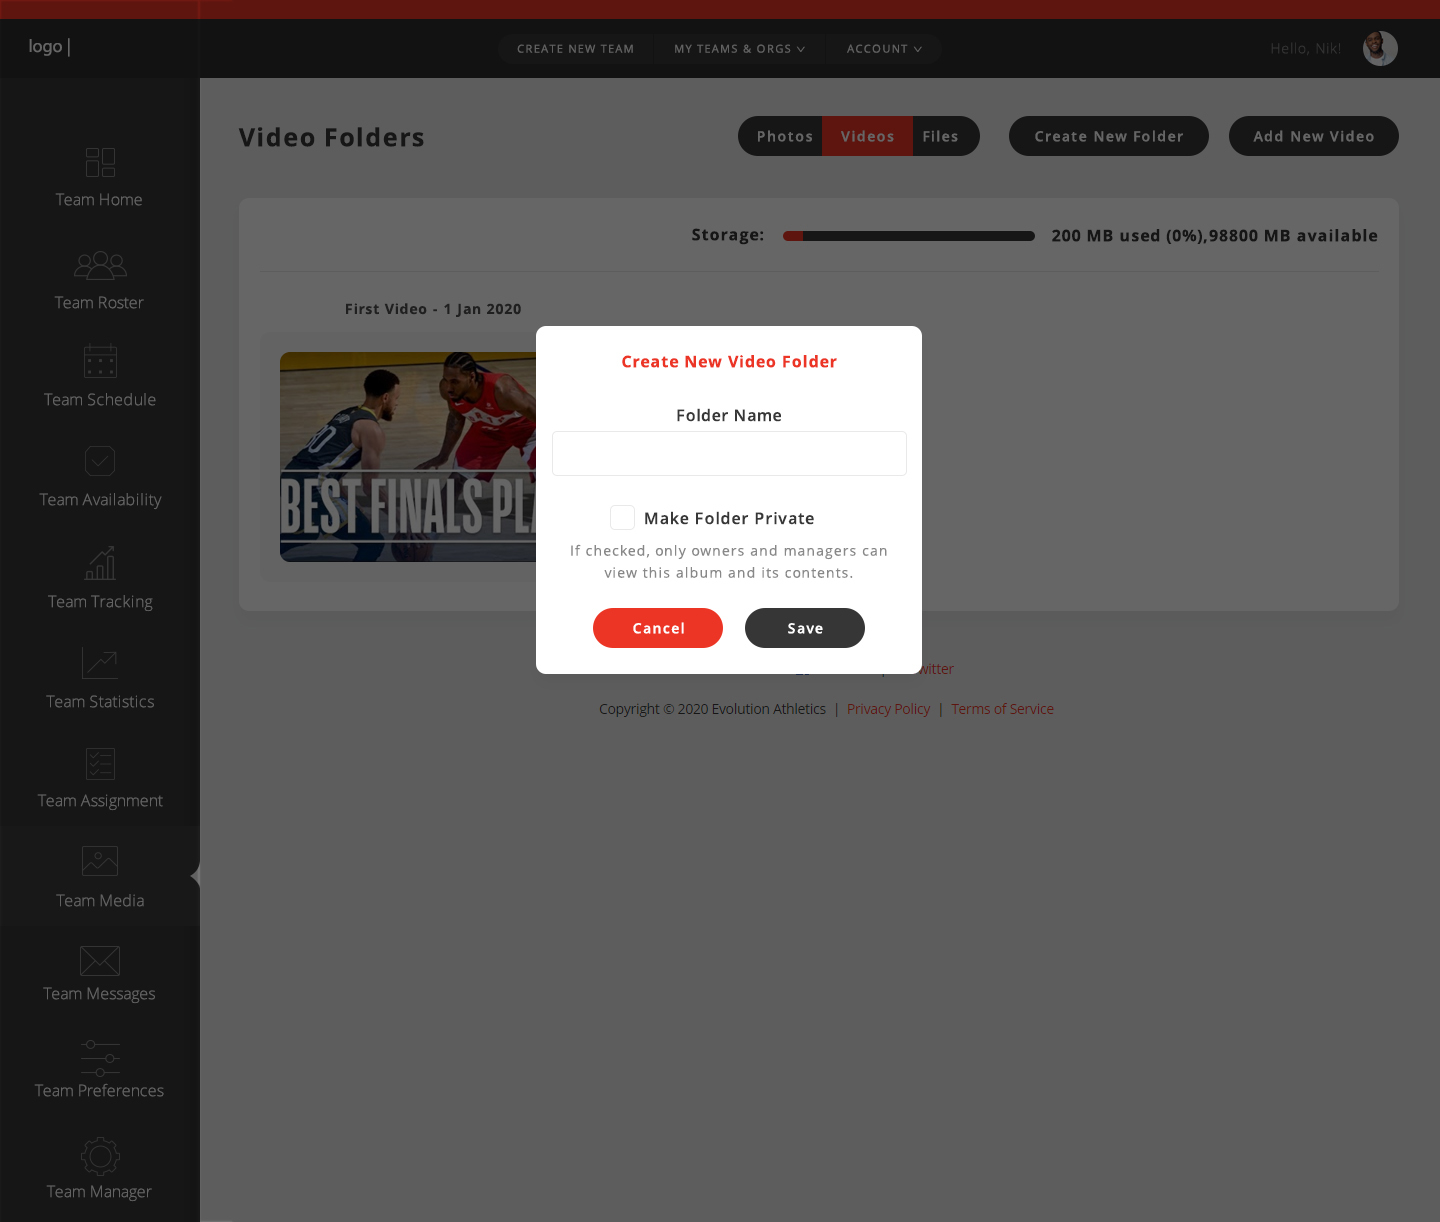 logo |
CREATE NEW TEAM
MY TEAMS & ORGS
ACCOUNT
Hello, Nik!
Team Home
Team Roster
Team Schedule
Team Availability
Team Tracking
Team Statistics
Team Assignment
Team Media
Team Messages
Team Preferences
Team Manager
Video Folders
Photos
Videos
Files
Create New Folder
Add New Video
Storage:
200 MB used (0%),98800 MB available
First Video - 1 Jan 2020
30
BEST FINALS PL
Create New Video Folder
Folder Name
Make Folder Private
If checked, only owners and managers can
view this album and its contents.
Cancel
Save
witter
Copyright © 2020 Evolution Athletics | Privacy Policy | Terms of Service